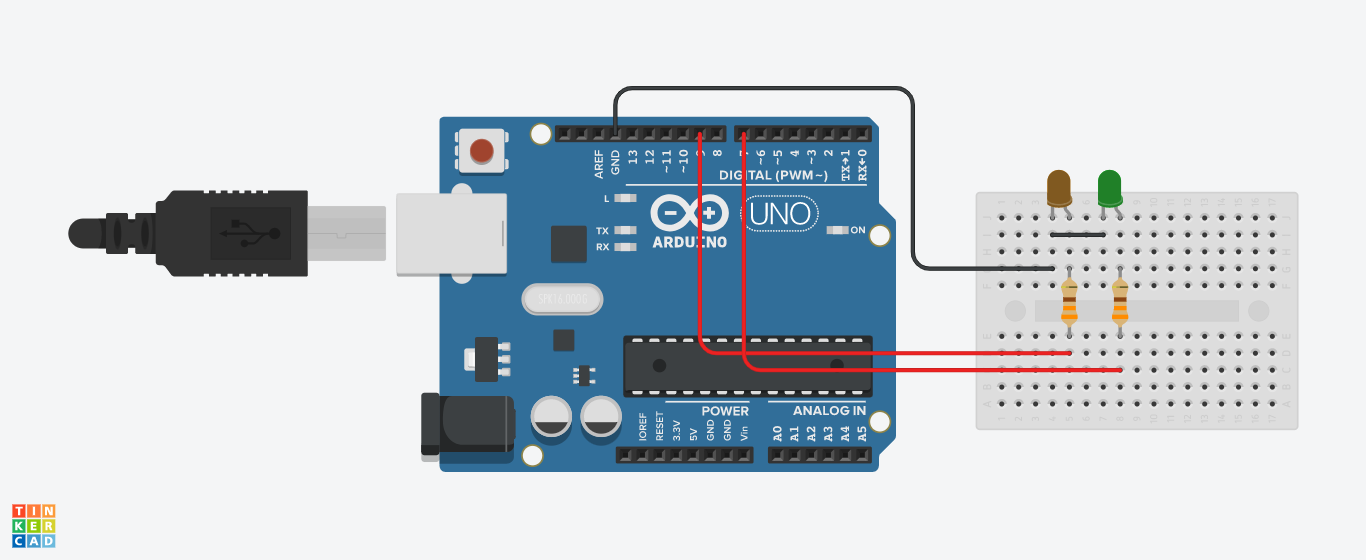 AREF
GND
13
12
~11
~10
8
~6
~5
4
~3
2
TX→1
RX←0
DIGITAL (PWM~)
L
TX
RX
ARDUINO
UNO
ON
SPK16.000G
POWER
ANALOG IN
IOREF
RESET
3.3V
5V
GND
GND
Vin
A0
A1
A2
A3
A4
A5
TIN
KER
CAD